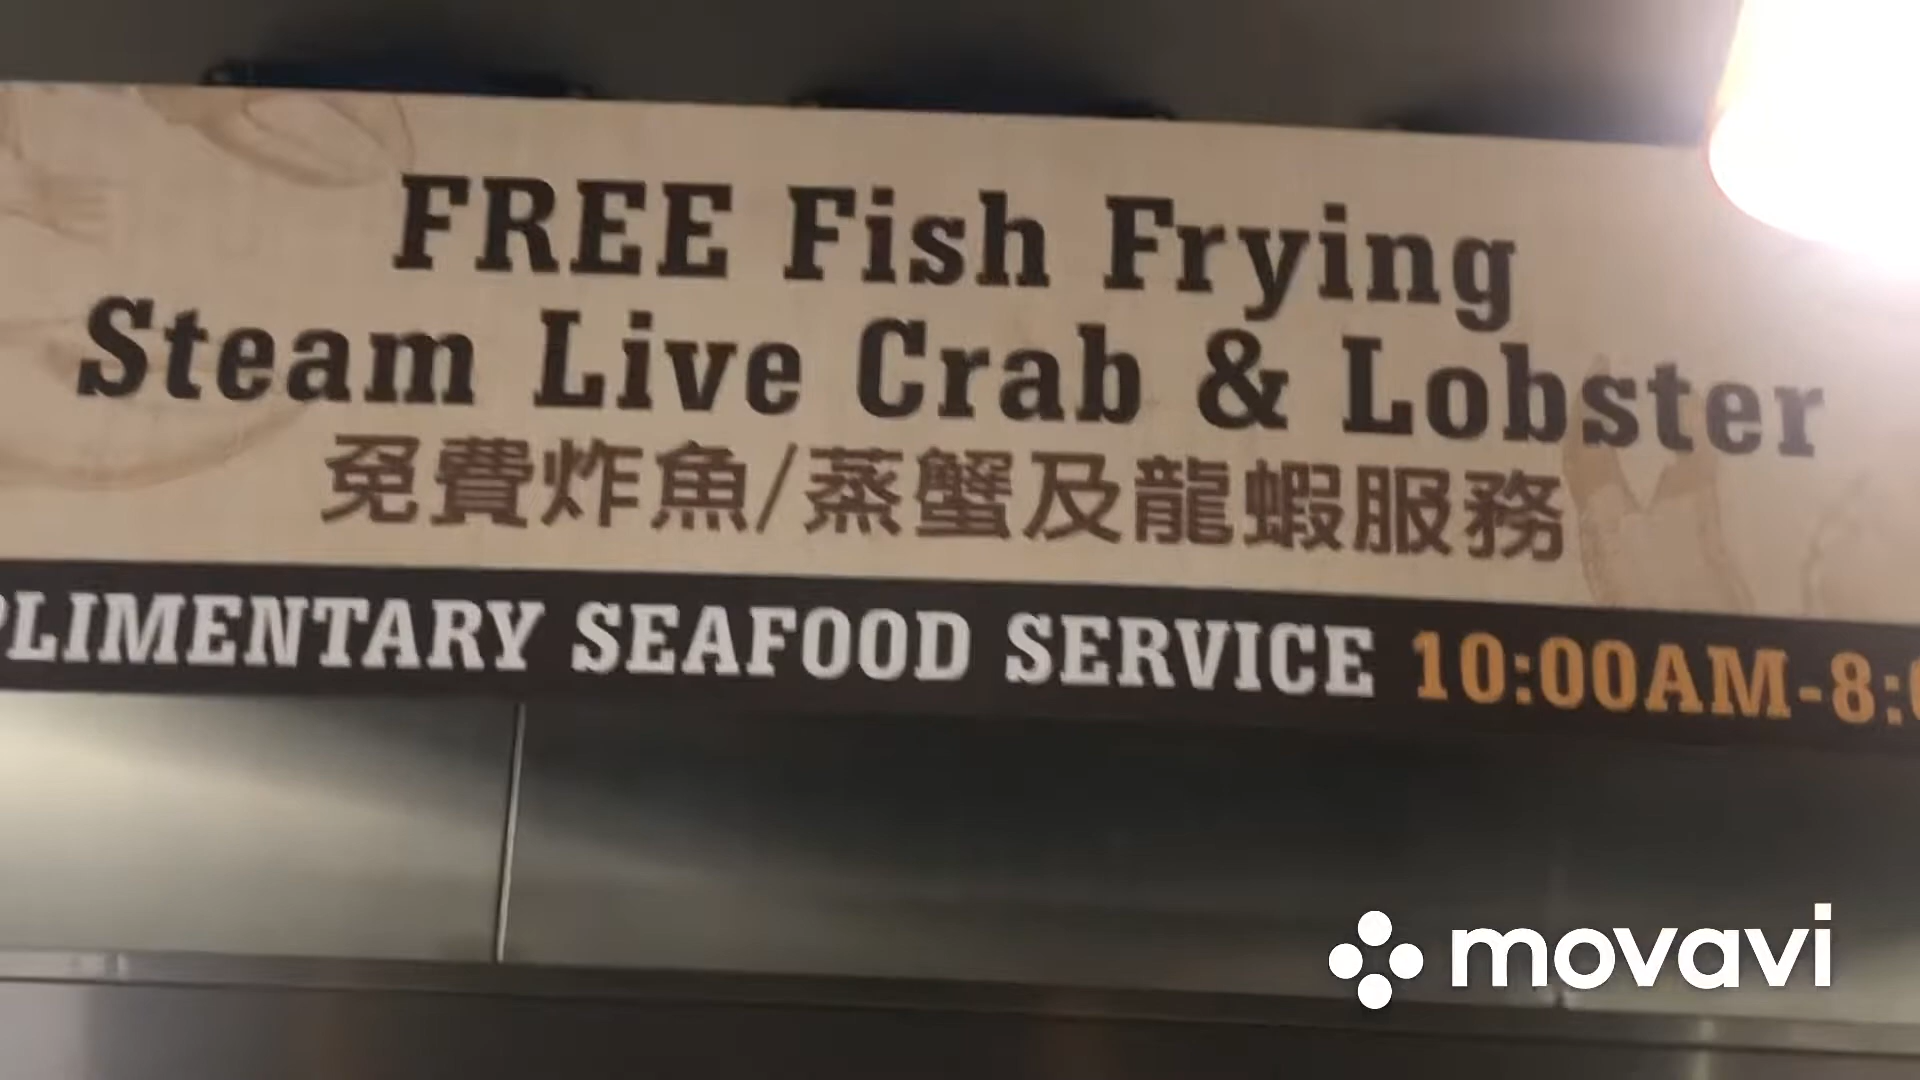 FREE Fish Frying
Steam Live Crab & Lobster
免費炸魚/蒸蟹及龍蝦服務
PLIMENTARY SEAFOOD SERVICE 10:00AM-8:0
movavi